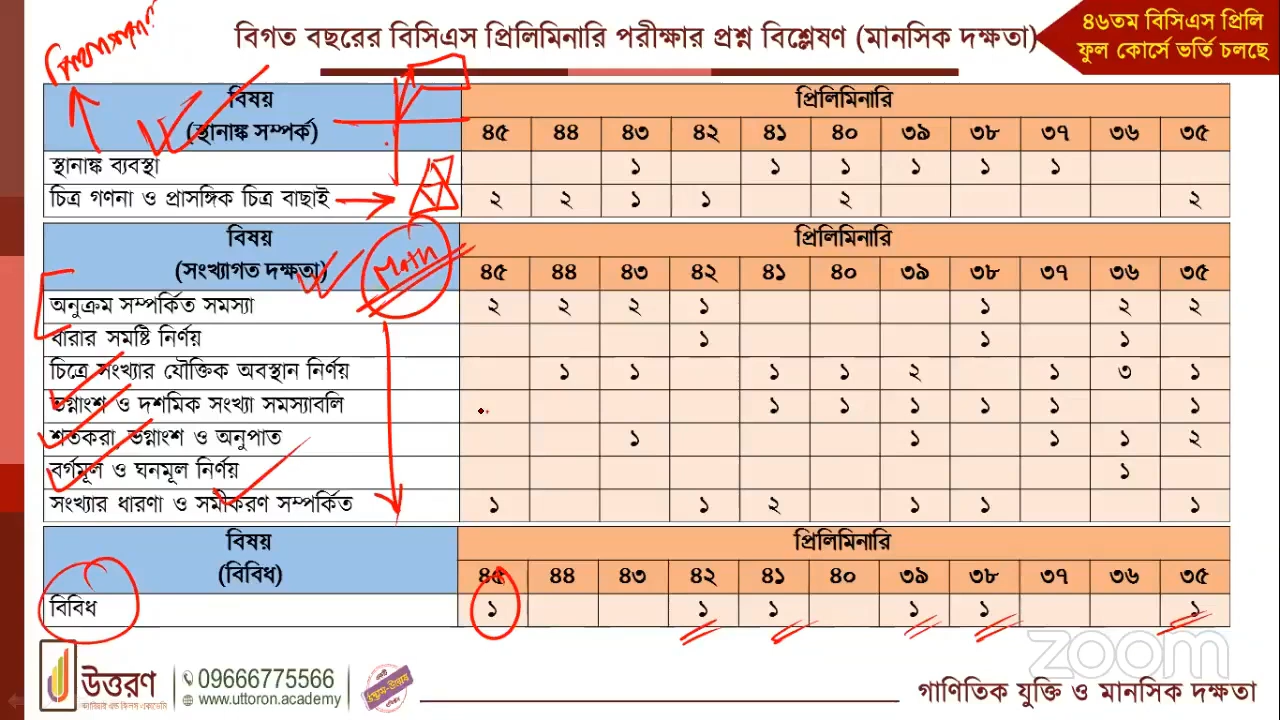 বিগত বছরের বিসিএস প্রিলিমিনারি পরীক্ষার প্রশ্ন বিশ্লেষণ (মানসিক দক্ষতা)
৪৬তম বিসিএস প্রিলি
ফুল কোর্সে ভর্তি চলছে
বিষয় প্রিলিমিনারি
(স্থানাঙ্ক সম্পর্ক) ৪৫ ৪৪ ৪৩ ৪২ ৪১ ৪০ ৩৯ ৩৮ ৩৭ ৩৬ ৩৫
স্থানাঙ্ক ব্যবস্থা ১ ১ ১ ১ ১ ১
চিত্র গণনা ও প্রাসঙ্গিক চিত্র বাছাই ২ ২ ১ ১ ২ ২
বিষয় প্রিলিমিনারি
(সংখ্যাগত দক্ষতা) Math ৪৫ ৪৪ ৪৩ ৪২ ৪১ ৪০ ৩৯ ৩৮ ৩৭ ৩৬ ৩৫
অনুক্রম সম্পর্কিত সমস্যা ২ ২ ২ ১ ১ ২ ২
ধারার সমষ্টি নির্ণয় ১ ১ ১
চিত্রে সংখ্যার যৌক্তিক অবস্থান নির্ণয় ১ ১ ১ ১ ২ ১ ৩ ১
ভগ্নাংশ ও দশমিক সংখ্যা সমস্যাবলি ১ ১ ১ ১ ১ ১
শতকরা, ভগ্নাংশ ও অনুপাত ১ ১ ১ ১ ২
বর্গমূল ও ঘনমূল নির্ণয় ১
সংখ্যার ধারণা ও সমীকরণ সম্পর্কিত ১ ১ ২ ১ ১ ১
বিষয় প্রিলিমিনারি
(বিবিধ) ৪৫ ৪৪ ৪৩ ৪২ ৪১ ৪০ ৩৯ ৩৮ ৩৭ ৩৬ ৩৫
বিবিধ ১ ১ ১ ১ ১ ১
zoom
উত্তরণ
09666775566
www.uttoron.academy
গাণিতিক যুক্তি ও মানসিক দক্ষতা